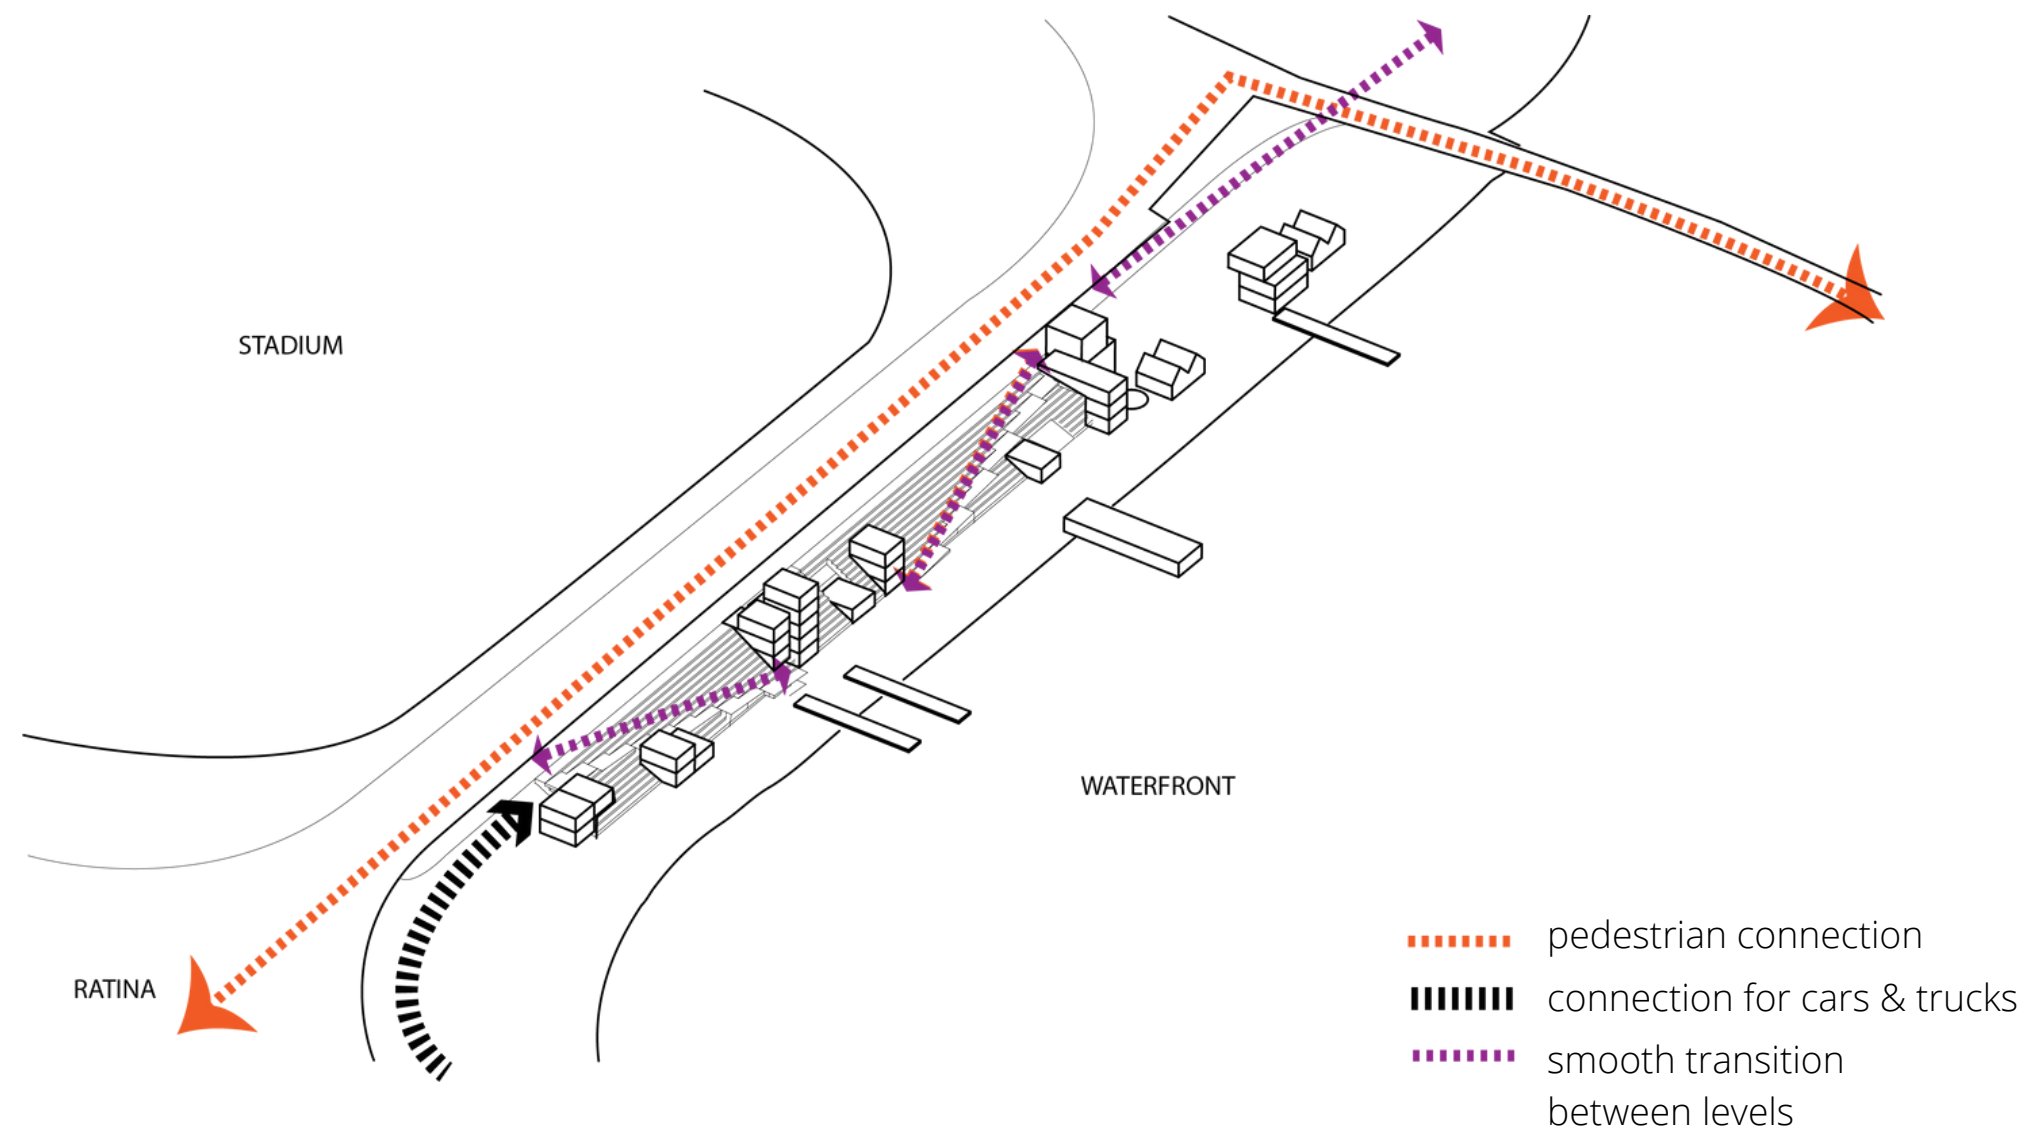 STADIUM
WATERFRONT
RATINA
pedestrian connection
connection for cars & trucks
smooth transition
between levels